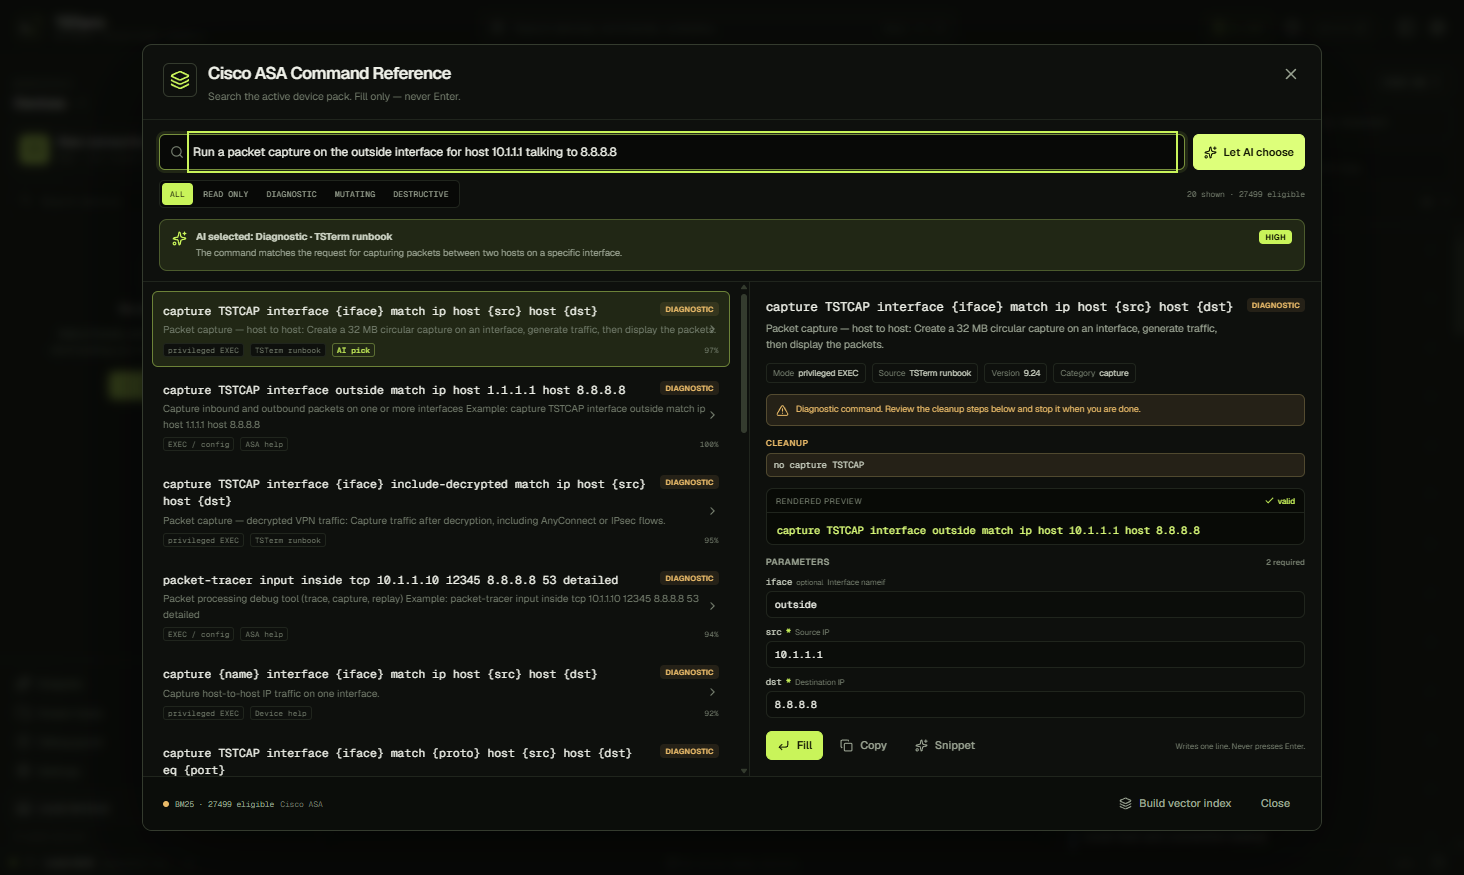 Cisco ASA Command Reference
Search the active device pack. Fill only — never Enter.
Run a packet capture on the outside interface for host 10.1.1.1 talking to 8.8.8.8
Let AI choose
ALL READ ONLY DIAGNOSTIC MUTATING DESTRUCTIVE
20 shown · 27499 eligible
AI selected: Diagnostic · TSTerm runbook
HIGH
The command matches the request for capturing packets between two hosts on a specific interface.
capture TSTCAP interface {iface} match ip host {src} host {dst}
DIAGNOSTIC
Packet capture — host to host: Create a 32 MB circular capture on an interface, generate traffic, then display the packets.
privileged EXEC TSTerm runbook AI pick
97%
capture TSTCAP interface outside match ip host 1.1.1.1 host 8.8.8.8
DIAGNOSTIC
Capture inbound and outbound packets on one or more interfaces Example: capture TSTCAP interface outside match ip
host 1.1.1.1 host 8.8.8.8
EXEC / config ASA help
100%
capture TSTCAP interface {iface} include-decrypted match ip host {src}
host {dst}
DIAGNOSTIC
Packet capture — decrypted VPN traffic: Capture traffic after decryption, including AnyConnect or IPsec flows.
privileged EXEC TSTerm runbook
95%
packet-tracer input inside tcp 10.1.1.10 12345 8.8.8.8 53 detailed
DIAGNOSTIC
Packet processing debug tool (trace, capture, replay) Example: packet-tracer input inside tcp 10.1.1.10 12345 8.8.8.8 53
detailed
EXEC / config ASA help
94%
capture {name} interface {iface} match ip host {src} host {dst}
DIAGNOSTIC
Capture host-to-host IP traffic on one interface.
privileged EXEC Device help
92%
capture TSTCAP interface {iface} match {proto} host {src} host {dst}
eq {port}
DIAGNOSTIC
capture TSTCAP interface {iface} match ip host {src} host {dst}
DIAGNOSTIC
Packet capture — host to host: Create a 32 MB circular capture on an interface, generate traffic,
then display the packets.
Mode privileged EXEC Source TSTerm runbook Version 9.24 Category capture
Diagnostic command. Review the cleanup steps below and stop it when you are done.
CLEANUP
no capture TSTCAP
RENDERED PREVIEW
valid
capture TSTCAP interface outside match ip host 10.1.1.1 host 8.8.8.8
PARAMETERS
2 required
iface optional Interface nameif
outside
src * Source IP
10.1.1.1
dst * Destination IP
8.8.8.8
Fill Copy Snippet
Writes one line. Never presses Enter.
BM25 · 27499 eligible Cisco ASA
Build vector index Close